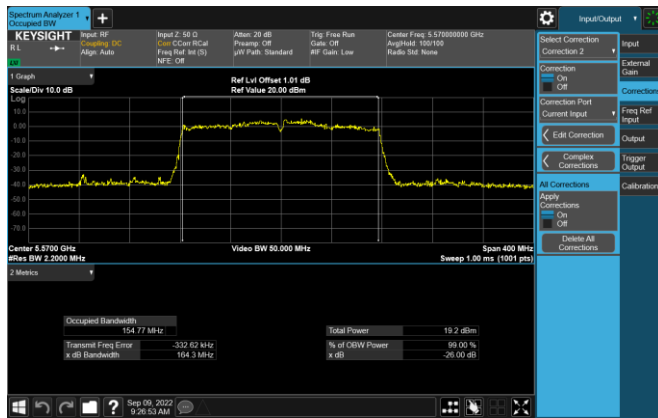 Spectrum Analyzer 1
Occupied BW
+
Input/Output
KEYSIGHT
R L
Input: RF
Coupling: DC
Align: Auto
Input Z: 50 Ω
Corr CCorr RCal
Freq Ref: Int (S)
NFE: Off
Atten: 20 dB
Preamp: Off
µW Path: Standard
Trig: Free Run
Gate: Off
#IF Gain: Low
Center Freq: 5.570000000 GHz
Avg|Hold: 100/100
Radio Std: None
1 Graph
Scale/Div 10.0 dB
Ref Lvl Offset 1.01 dB
Ref Value 20.00 dBm
Log
10.0
0.00
-10.0
-20.0
-30.0
-40.0
-50.0
-60.0
-70.0
Center 5.5700 GHz
#Res BW 2.2000 MHz
Video BW 50.000 MHz
Span 400 MHz
Sweep 1.00 ms (1001 pts)
2 Metrics
Occupied Bandwidth
154.77 MHz
Transmit Freq Error -332.62 kHz
x dB Bandwidth 164.3 MHz
Total Power 19.2 dBm
% of OBW Power 99.00 %
x dB -26.00 dB
Sep 09, 2022
9:26:53 AM
Select Correction
Correction 2
Correction
On
Off
Correction Port
Current Input
Edit Correction
Complex
Corrections
All Corrections
Apply
Corrections
On
Off
Delete All
Corrections
Input
External
Gain
Corrections
Freq Ref
Input
Output
Trigger
Output
Calibration